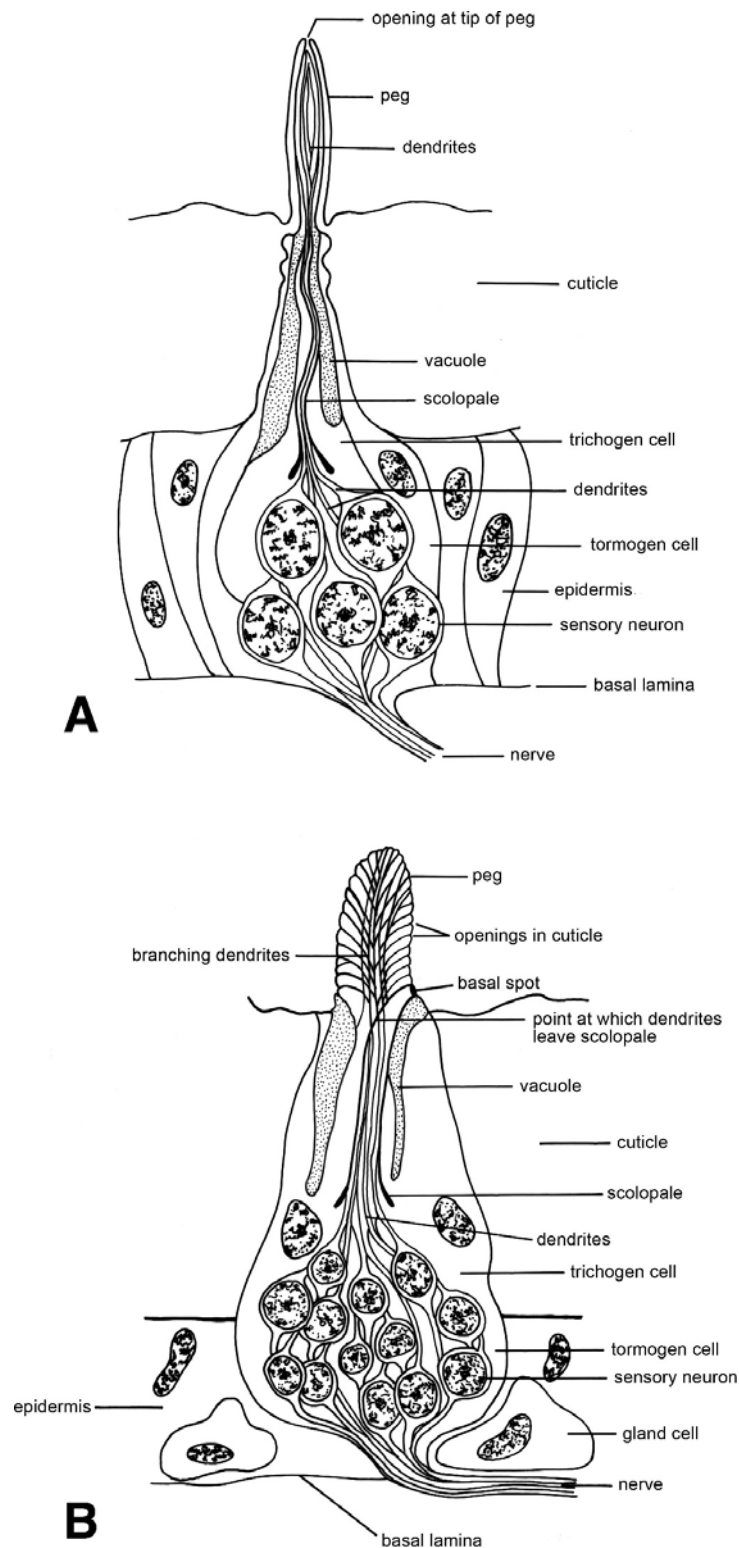 opening at tip of peg
peg
dendrites
cuticle
vacuole
scolopale
trichogen cell
dendrites
tormogen cell
epidermis
sensory neuron
basal lamina
A
nerve
peg
openings in cuticle
branching dendrites
basal spot
point at which dendrites
leave scolopale
vacuole
cuticle
scolopale
dendrites
trichogen cell
tormogen cell
sensory neuron
epidermis
gland cell
nerve
B
basal lamina